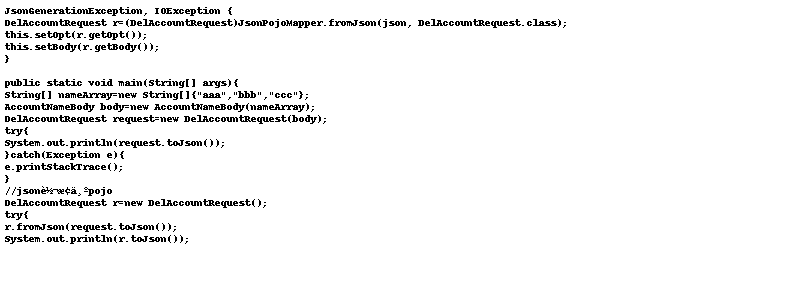 JsonGenerationException, IOException {
DelAccountRequest r=(DelAccountRequest)JsonPojoMapper.fromJson(json, DelAccountRequest.class);
this.setOpt(r.getOpt());
this.setBody(r.getBody());
}
public static void main(String[] args){
String[] nameArray=new String[]{"aaa","bbb","ccc"};
AccountNameBody body=new AccountNameBody(nameArray);
DelAccountRequest request=new DelAccountRequest(body);
try{
System.out.println(request.toJson());
}catch(Exception e){
e.printStackTrace();
}
DelAccountRequest r=new DelAccountRequest();
try{
r.fromJson(request.toJson());
System.out.println(r.toJson());